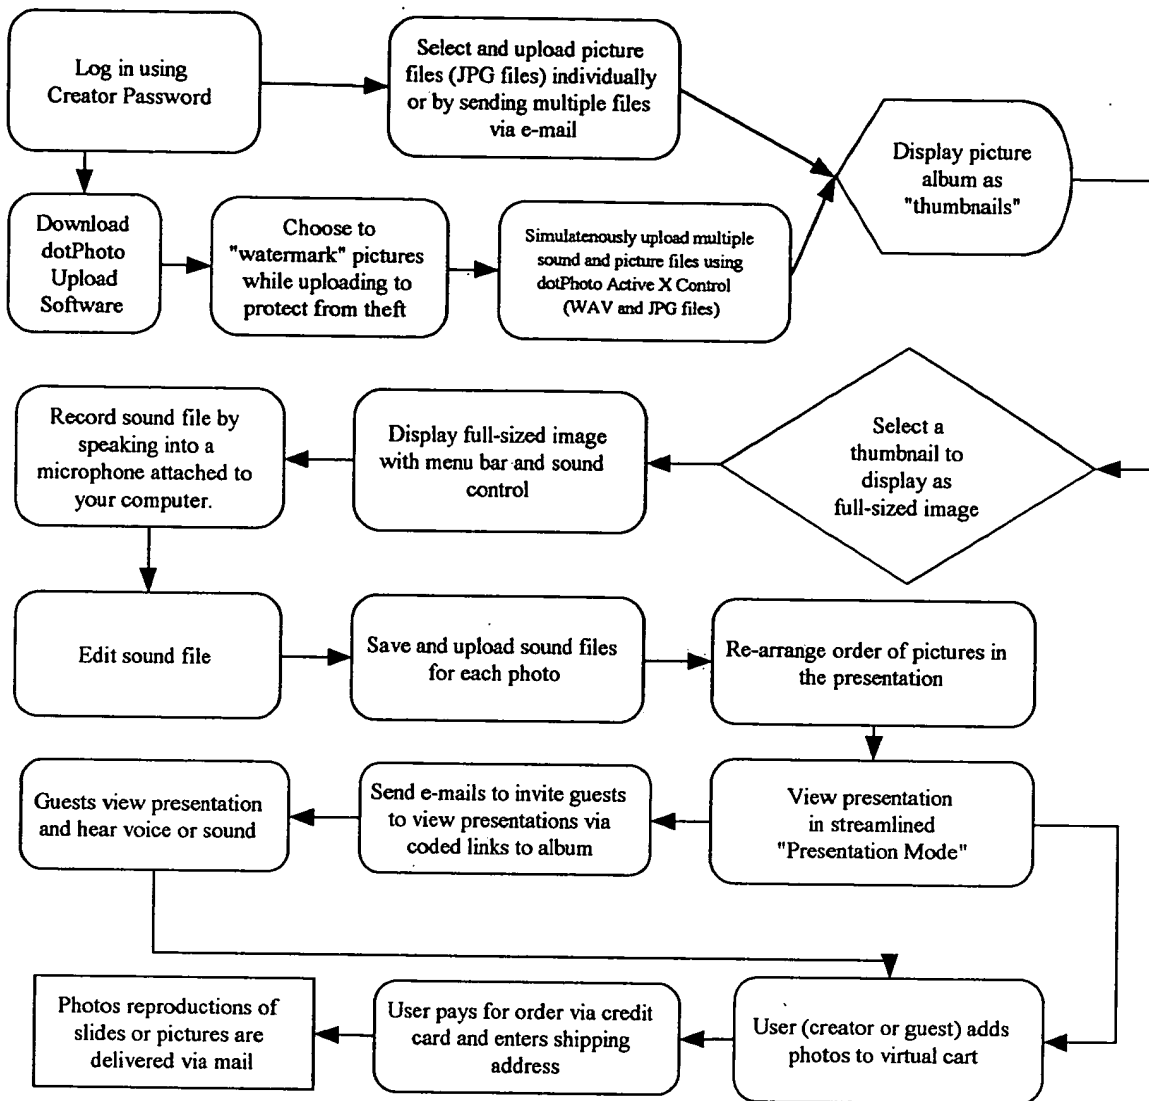 Log in using
Creator Password
Select and upload picture
files (JPG files) individually
or by sending multiple files
via e-mail
Display picture
album as
"thumbnails"
Download
dotPhoto
Upload
Software
Choose to
"watermark" pictures
while uploading to
protect from theft
Simulatenously upload multiple
sound and picture files using
dotPhoto Active X Control
(WAV and JPG files)
Select a
thumbnail to
display as
full-sized image
Display full-sized image
with menu bar and sound
control
Record sound file by
speaking into a
microphone attached to
your computer.
Edit sound file
Save and upload sound files
for each photo
Re-arrange order of pictures in
the presentation
View presentation
in streamlined
"Presentation Mode"
Send e-mails to invite guests
to view presentations via
coded links to album
Guests view presentation
and hear voice or sound
User (creator or guest) adds
photos to virtual cart
User pays for order via credit
card and enters shipping
address
Photos reproductions of
slides or pictures are
delivered via mail